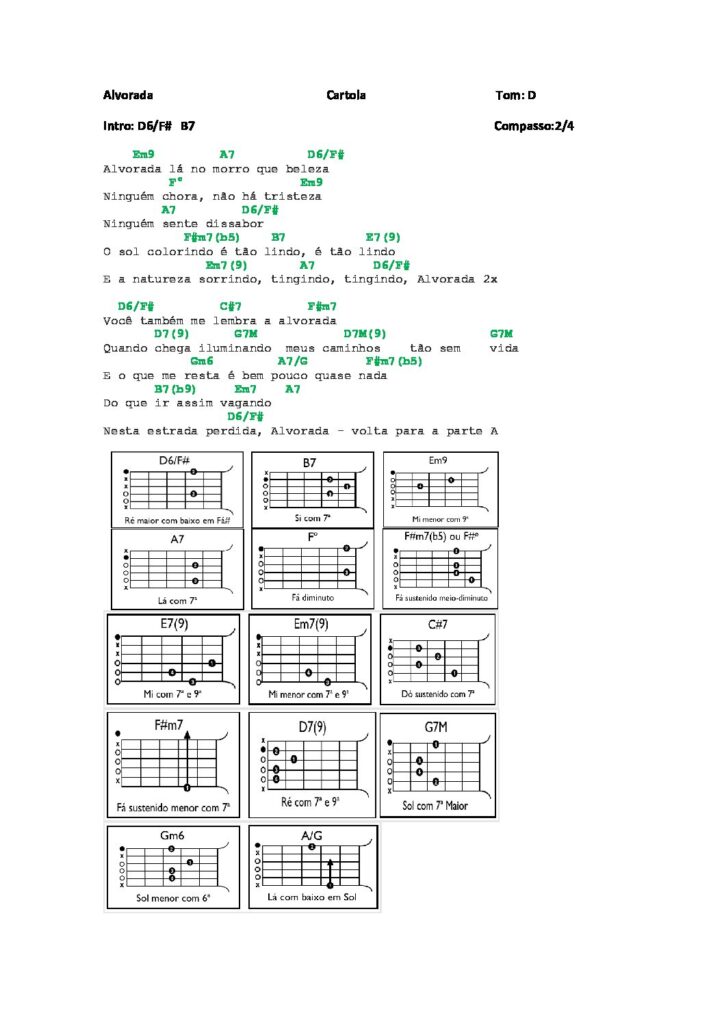 Alvorada Cartola Tom: D
Intro: D6/F# B7 Compasso:2/4
Em9 A7 D6/F#
Alvorada lá no morro que beleza
F° Em9
Ninguém chora, não há tristeza
A7 D6/F#
Ninguém sente dissabor
F#m7(b5) B7 E7(9)
O sol colorindo é tão lindo, é tão lindo
Em7(9) A7 D6/F#
E a natureza sorrindo, tingindo, tingindo, Alvorada 2x
D6/F# C#7 F#m7
Você também me lembra a alvorada
D7(9) G7M D7M(9) G7M
Quando chega iluminando meus caminhos tão sem vida
Gm6 A7/G F#m7(b5)
E o que me resta é bem pouco quase nada
B7(b9) Em7 A7
Do que ir assim vagando
D6/F#
Nesta estrada perdida, Alvorada – volta para a parte A
D6/F# B7 Em9
Ré maior com baixo em Fá# Si com 7ª Mi menor com 9ª
A7 F° F#m7(b5) ou F#º
Lá com 7ª Fá diminuto Fá sustenido meio-diminuto
E7(9) Em7(9) C#7
Mi com 7ª e 9ª Mi menor com 7ª e 9ª Dó sustenido com 7ª
F#m7 D7(9) G7M
Fá sustenido menor com 7ª Ré com 7ª e 9ª Sol com 7ª Maior
Gm6 A/G
Sol menor com 6ª Lá com baixo em Sol